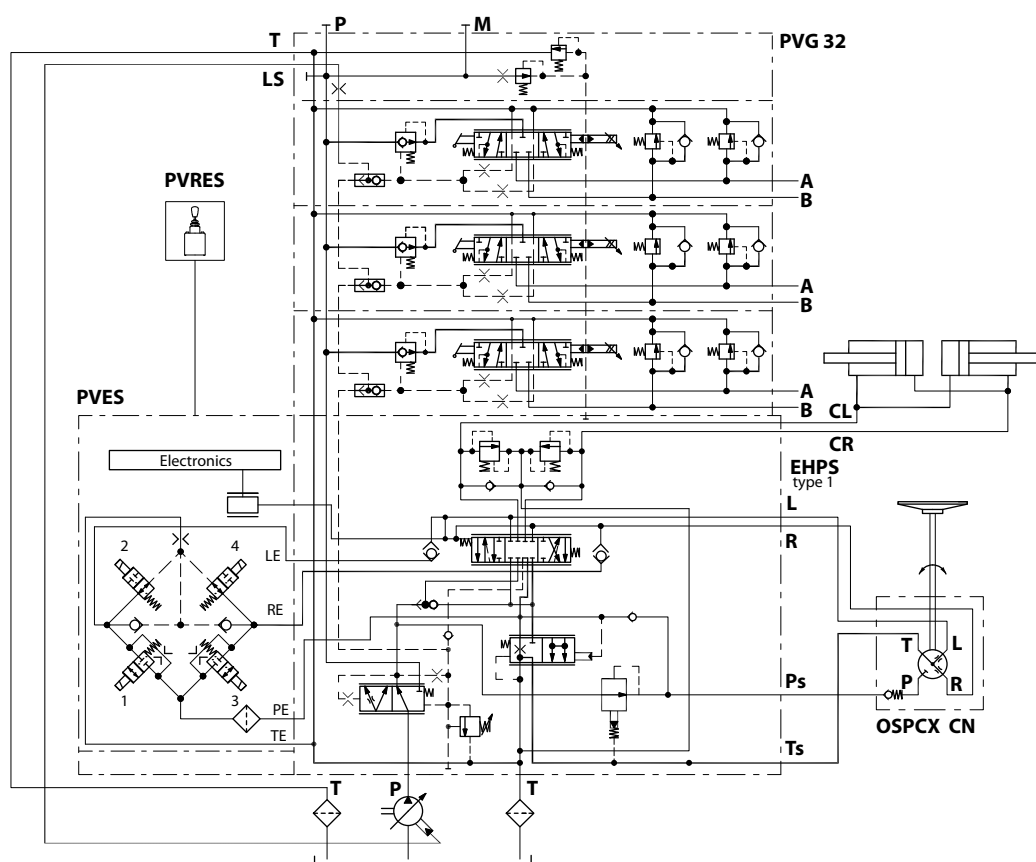 P
M
T
PVG 32
LS
A
B
PVRES
A
B
A
B
PVES
CL
CR
Electronics
EHPS
type 1
L
R
2
4
LE
RE
T
L
P
R
1
3
PE
Ps
TE
OSPCX CN
Ts
T
P
T